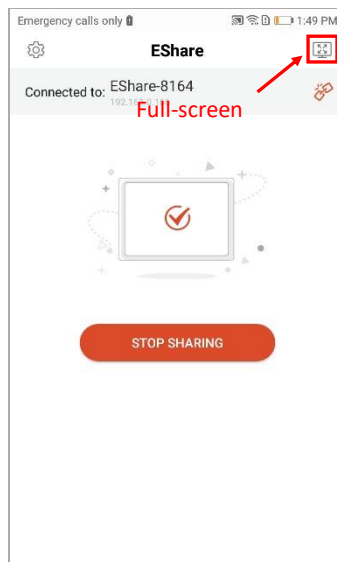 Emergency calls only
1:49 PM
EShare
Connected to: EShare-8164
Full-screen
STOP SHARING